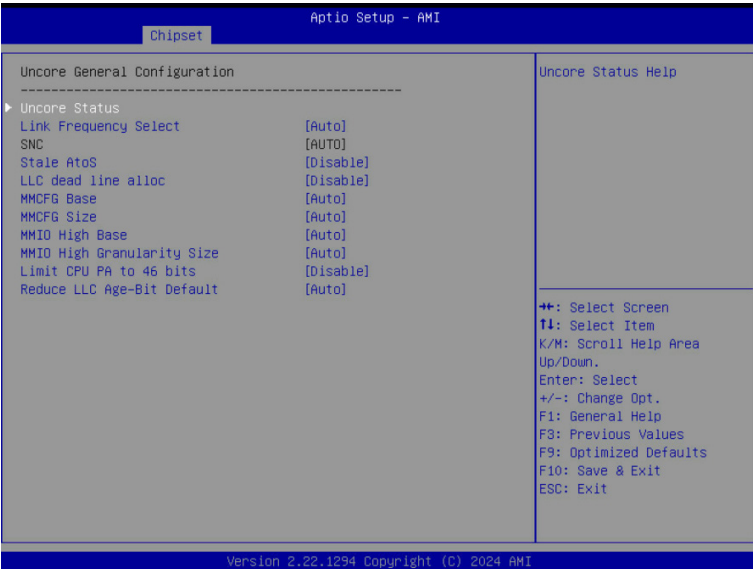 Aptio Setup – AMI
Chipset
Uncore General Configuration
--------------------------------------------------
Uncore Status
Link Frequency Select [Auto]
SNC [AUTO]
Stale AtoS [Disable]
LLC dead line alloc [Disable]
MMCFG Base [Auto]
MMCFG Size [Auto]
MMIO High Base [Auto]
MMIO High Granularity Size [Auto]
Limit CPU PA to 46 bits [Disable]
Reduce LLC Age-Bit Default [Auto]
Uncore Status Help
→←: Select Screen
↑↓: Select Item
K/M: Scroll Help Area
Up/Down.
Enter: Select
+/-: Change Opt.
F1: General Help
F3: Previous Values
F9: Optimized Defaults
F10: Save & Exit
ESC: Exit
Version 2.22.1294 Copyright (C) 2024 AMI